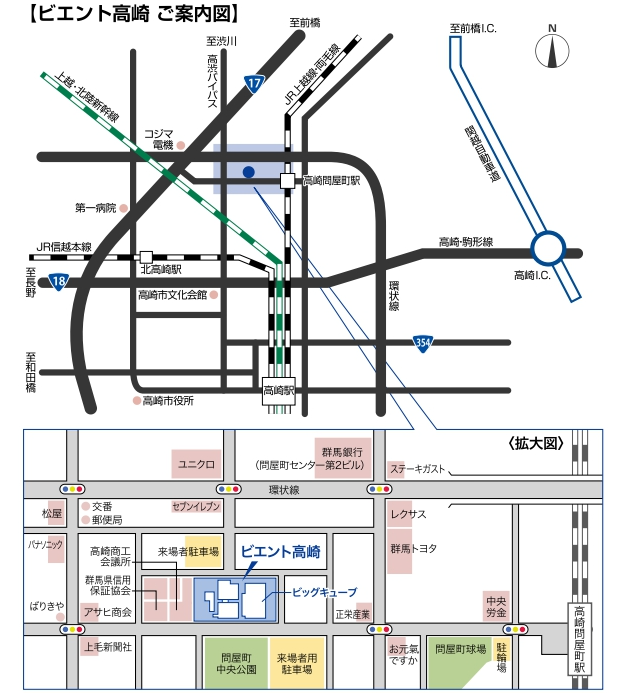 【ビエント高崎 ご案内図】
至前橋
至渋川
至前橋I.C.
N
高渋バイパス
17
JR上越線・両毛線
上越・北陸新幹線
コジマ
電機
関越自動車道
高崎問屋町駅
第一病院
JR信越本線
北高崎駅
高崎・駒形線
高崎I.C.
至長野
18
高崎市文化会館
環状線
354
至和田橋
高崎駅
高崎市役所
〈拡大図〉
ユニクロ
群馬銀行
（問屋町センター第2ビル）
ステーキガスト
環状線
松屋
交番
郵便局
セブンイレブン
レクサス
パナソニック
高崎商工
会議所
来場者駐車場
ビエント高崎
群馬トヨタ
群馬県信用
保証協会
ビッグキューブ
ぱりきや
アサヒ商会
正栄産業
中央
労金
高崎問屋町駅
上毛新聞社
問屋町
中央公園
来場者用
駐車場
お元気
ですか
問屋町球場
駐輪場